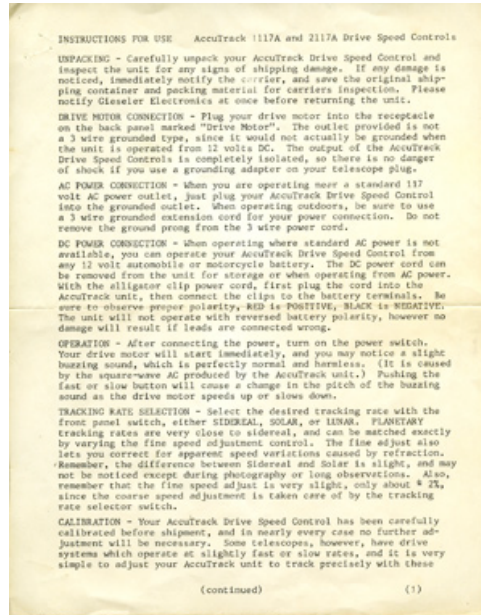 INSTRUCTIONS FOR USE AccuTrack 1117A and 2117A Drive Speed Controls
UNPACKING - Carefully unpack your AccuTrack Drive Speed Control and
inspect the unit for any signs of shipping damage. If any damage is
noticed, immediately notify the carrier, and save the original ship-
ping container and packing material for carriers inspection. Please
notify Gieseler Electronics at once before returning the unit.
DRIVE MOTOR CONNECTION - Plug your drive motor into the receptacle
on the back panel marked "Drive Motor". The outlet provided is not
a 3 wire grounded type, since it would not actually be grounded when
the unit is operated from 12 volts DC. The output of the AccuTrack
Drive Speed Controls is completely isolated, so there is no danger
of shock if you use a grounding adapter on your telescope plug.
AC POWER CONNECTION - When you are operating near a standard 117
volt AC power outlet, just plug your AccuTrack Drive Speed Control
into the grounded outlet. When operating outdoors, be sure to use
a 3 wire grounded extension cord for your power connection. Do not
remove the ground prong from the 3 wire power cord.
DC POWER CONNECTION - When operating where standard AC power is not
available, you can operate your AccuTrack Drive Speed Control from
any 12 volt automobile or motorcycle battery. The DC power cord can
be removed from the unit for storage or when operating from AC power.
With the alligator clip power cord, first plug the cord into the
AccuTrack unit, then connect the clips to the battery terminals. Be
sure to observe proper polarity, RED is POSITIVE, BLACK is NEGATIVE.
The unit will not operate with reversed battery polarity, however no
damage will result if leads are connected wrong.
OPERATION - After connecting the power, turn on the power switch.
Your drive motor will start immediately, and you may notice a slight
buzzing sound, which is perfectly normal and harmless. (It is caused
by the square-wave AC produced by the AccuTrack unit.) Pushing the
fast or slow button will cause a change in the pitch of the buzzing
sound as the drive motor speeds up or slows down.
TRACKING RATE SELECTION - Select the desired tracking rate with the
front panel switch, either SIDEREAL, SOLAR, or LUNAR. PLANETARY
tracking rates are very close to sidereal, and can be matched exactly
by varying the fine speed adjustment control. The fine adjust also
lets you correct for apparent speed variations caused by refraction.
Remember, the difference between Sidereal and Solar is slight, and may
not be noticed except during photography or long observations. Also,
remember that the fine speed adjust is very slight, only about 2%,
since the coarse speed adjustment is taken care of by the tracking
rate selector switch.
CALIBRATION - Your AccuTrack Drive Speed Control has been carefully
calibrated before shipment, and in nearly every case no further ad-
justment will be necessary. Some telescopes, however, have drive
systems which operate at slightly fast or slow rates, and it is very
simple to adjust your AccuTrack unit to track precisely with these
(continued) (1)